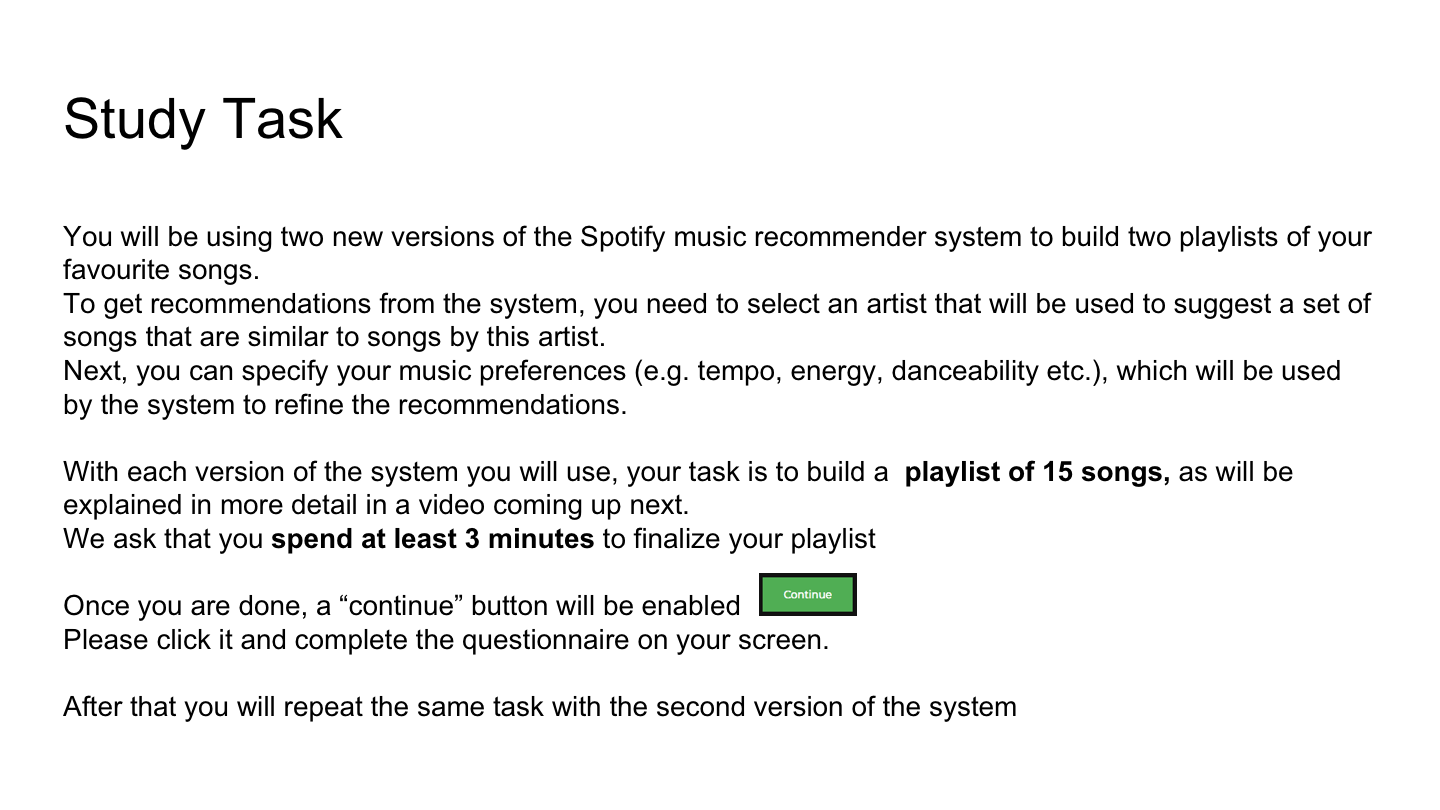 Study Task
You will be using two new versions of the Spotify music recommender system to build two playlists of your
favourite songs.
To get recommendations from the system, you need to select an artist that will be used to suggest a set of
songs that are similar to songs by this artist.
Next, you can specify your music preferences (e.g. tempo, energy, danceability etc.), which will be used
by the system to refine the recommendations.
With each version of the system you will use, your task is to build a  playlist of 15 songs, as will be
explained in more detail in a video coming up next.
We ask that you spend at least 3 minutes to finalize your playlist
Once you are done, a “continue” button will be enabled Continue
Please click it and complete the questionnaire on your screen.
After that you will repeat the same task with the second version of the system